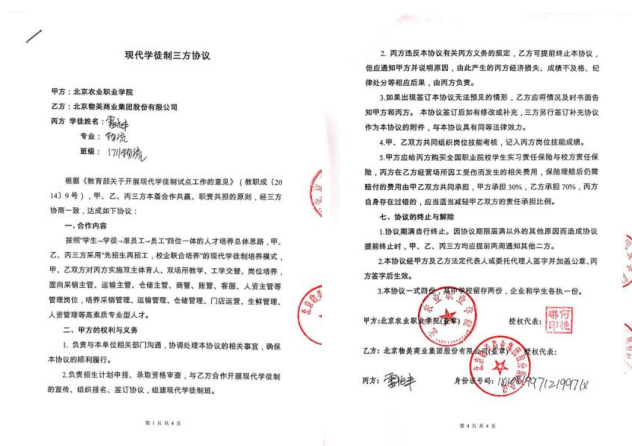 现代学徒制三方协议
甲方：北京农业职业学院
乙方：北京物美商业集团股份有限公司
丙方 学徒姓名：
专业：物流
班级：
根据《教育部关于开展现代学徒制试点工作的意见》（教职成〔20
14〕9号），甲、乙、丙三方本着合作共赢、职责共担的原则，经三方
协商一致，达成如下协议：
一、合作内容
按照“学生→学徒→准员工→员工”四位一体的人才培养总体思路，甲、
乙、丙三方采用“先招生再招工，校企联合培养”的现代学徒制培养模式，
甲、乙双方对丙方实施双主体育人、双场所教学、工学交替、岗位培养，
面向采销主管、运输主管、仓储主管、商管、账管、客服、人资主管等
管理岗位，培养采销管理、运输管理、仓储管理、门店运营、生鲜管理、
人资管理等高素质专业型人才。
二、甲方的权利与义务
1. 负责与本单位相关部门沟通，协调处理本协议的相关事宜，确保
本协议的顺利履行。
2.负责招生计划申报、录取资格审查，与乙方合作开展现代学徒制
的宣传、组织报名、签订协议，组建现代学徒制班。
第 1 页 共 4 页
2. 丙方违反本协议有关丙方义务的规定，乙方可提前终止本协议，
但应通知甲方并说明原因，由此产生的丙方经济损失、成绩不及格、纪
律处分等相应后果，由丙方负责。
3.如果出现签订本协议无法预见的情形，乙方应将情况及时书面告
知甲方和丙方。 本协议签订后如有修改或补充，三方另行签订补充协议
作为本协议的附件，与本协议具有同等法律效力。
4.甲、乙双方共同组织岗位技能考核，记入丙方岗位技能成绩。
5.甲方应给丙方购买全国职业院校学生实习责任保险与校方责任保
险，丙方在乙方经营场所因工受伤而发生的相关费用，保险理赔后仍需
赔付的费用由甲乙双方共同承担，甲方承担 30%，乙方承担 70%，丙方
自身存在过错的，应当适当减轻甲乙双方的责任承担比例。
七、协议的终止与解除
1.协议期满自行终止。因协议期限届满以外的其他原因而造成协议
提前终止时，甲、乙、丙三方均应提前两周通知其他二方。
2.本协议经甲方及乙方法定代表人或委托代理人签字并加盖公章，丙
方签字后生效。
3.本协议一式四份，其中学校留存两份，企业和学生各执一份。
甲方:北京农业职业学院(盖章) 授权代表：
乙方：北京物美商业集团股份有限公司(盖章) 授权代表：
丙方： 身份证号码：
第 4 页 共 4 页